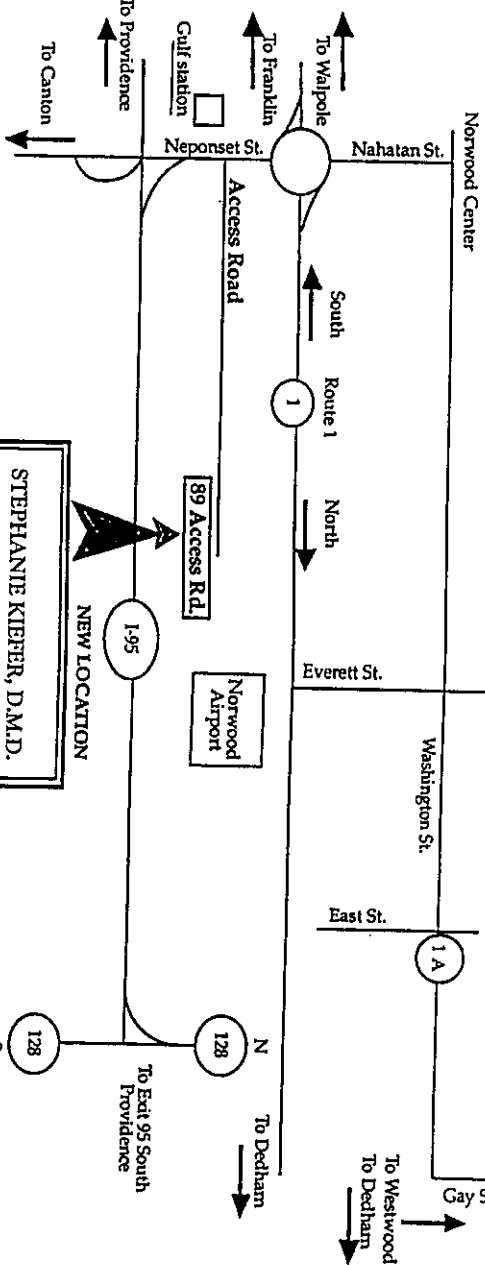 Norwood Center
To Walpole
To Franklin
Gulf station
To Providence
To Canton
Nahatan St.
Neponset St.
Access Road
South
Route 1
1
North
89 Access Rd.
NEW LOCATION
STEPHANIE KIEFER, D.M.D.
I-95
Norwood
Airport
Everett St.
Washington St.
East St.
1 A
N
128
128
To Exit 95 South
Providence
To Dedham
To Westwood
To Dedham
Gay